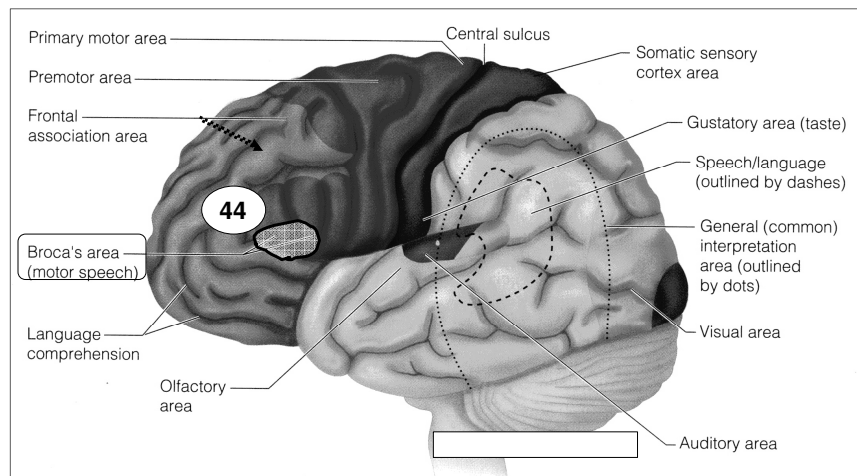 Primary motor area
Premotor area
Frontal
association area
44
Broca's area
(motor speech)
Language
comprehension
Olfactory
area
Central sulcus
Somatic sensory
cortex area
Gustatory area (taste)
Speech/language
(outlined by dashes)
General (common)
interpretation
area (outlined
by dots)
Visual area
Auditory area